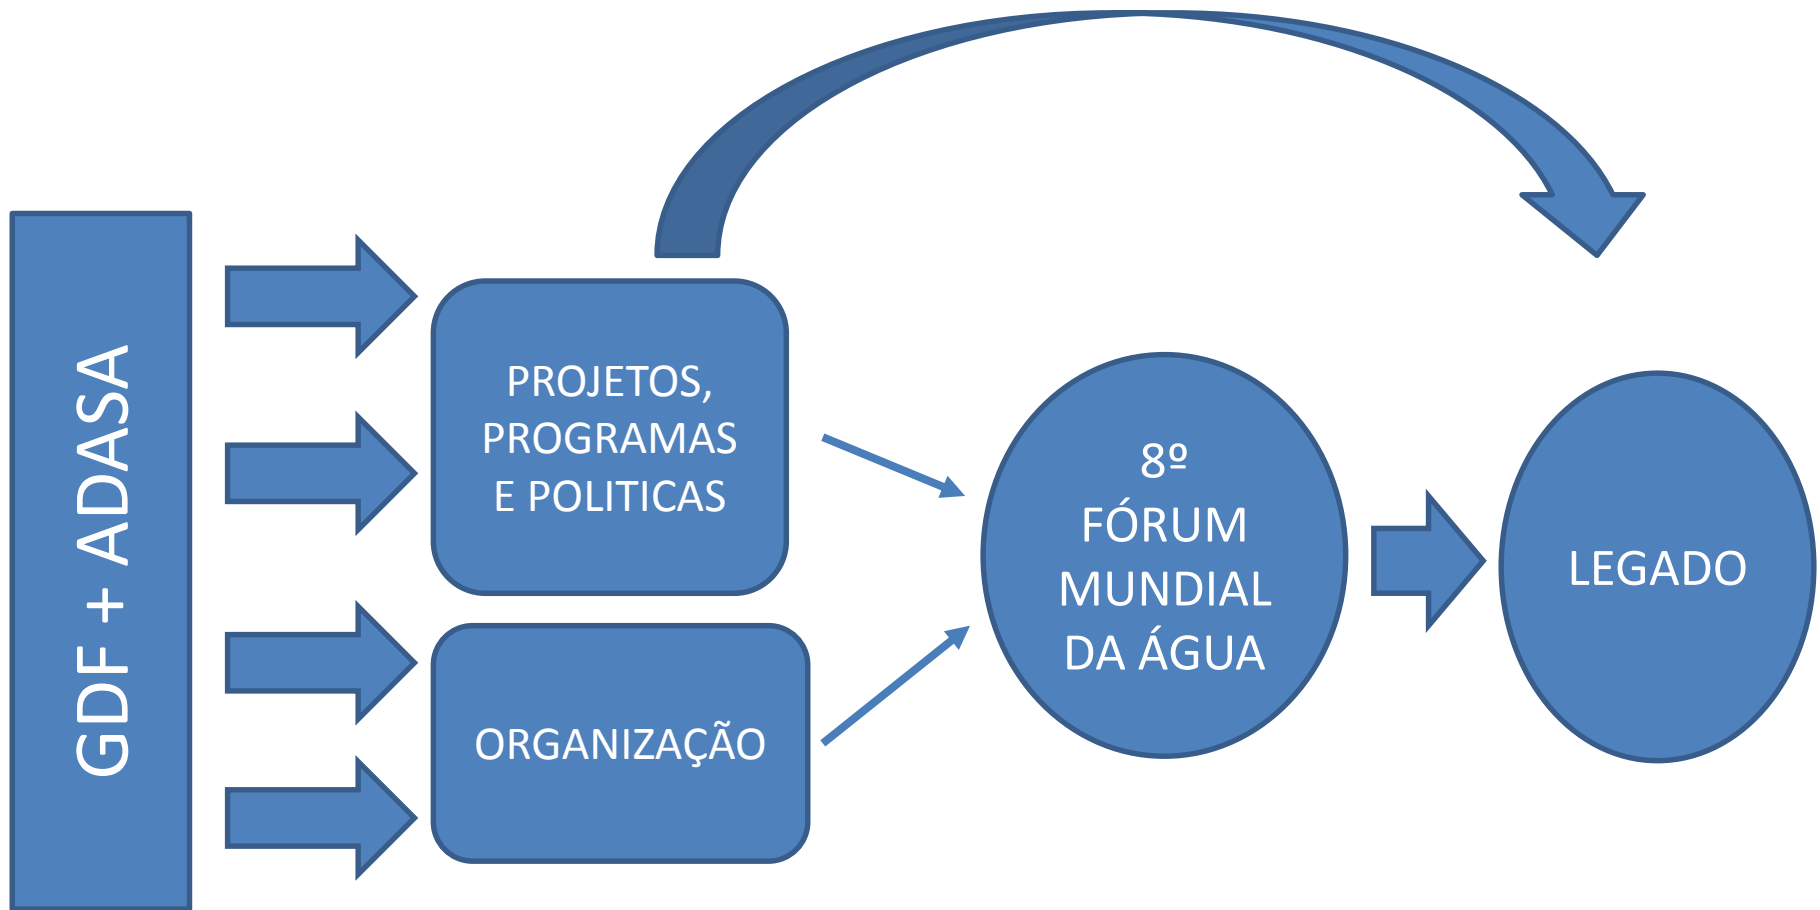 GDF + ADASA
PROJETOS,
PROGRAMAS
E POLITICAS
ORGANIZAÇÃO
8º
FÓRUM
MUNDIAL
DA ÁGUA
LEGADO